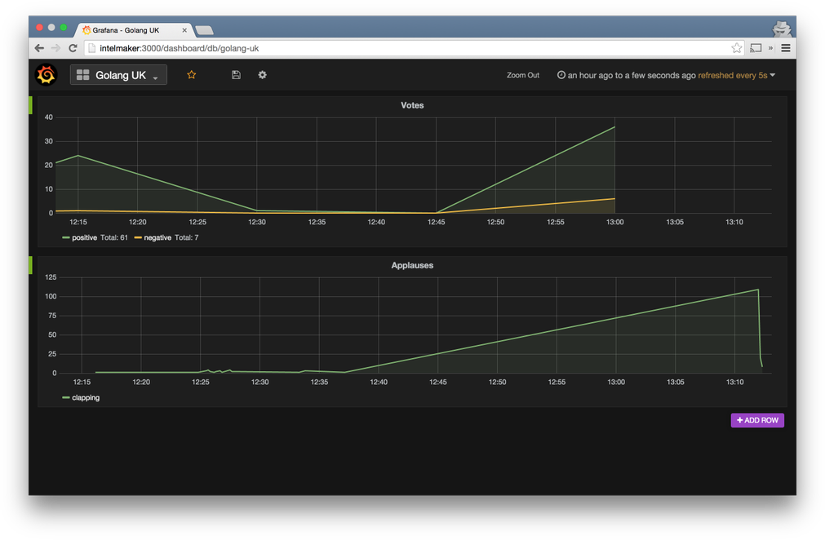 Grafana - Golang UK
intelmaker:3000/dashboard/db/golang-uk
Golang UK
Zoom Out
an hour ago to a few seconds ago refreshed every 5s
Votes
40
30
20
10
0
12:15 12:20 12:25 12:30 12:35 12:40 12:45 12:50 12:55 13:00 13:05 13:10
positive Total: 61 negative Total: 7
Applauses
125
100
75
50
25
0
12:15 12:20 12:25 12:30 12:35 12:40 12:45 12:50 12:55 13:00 13:05 13:10
clapping
+ ADD ROW